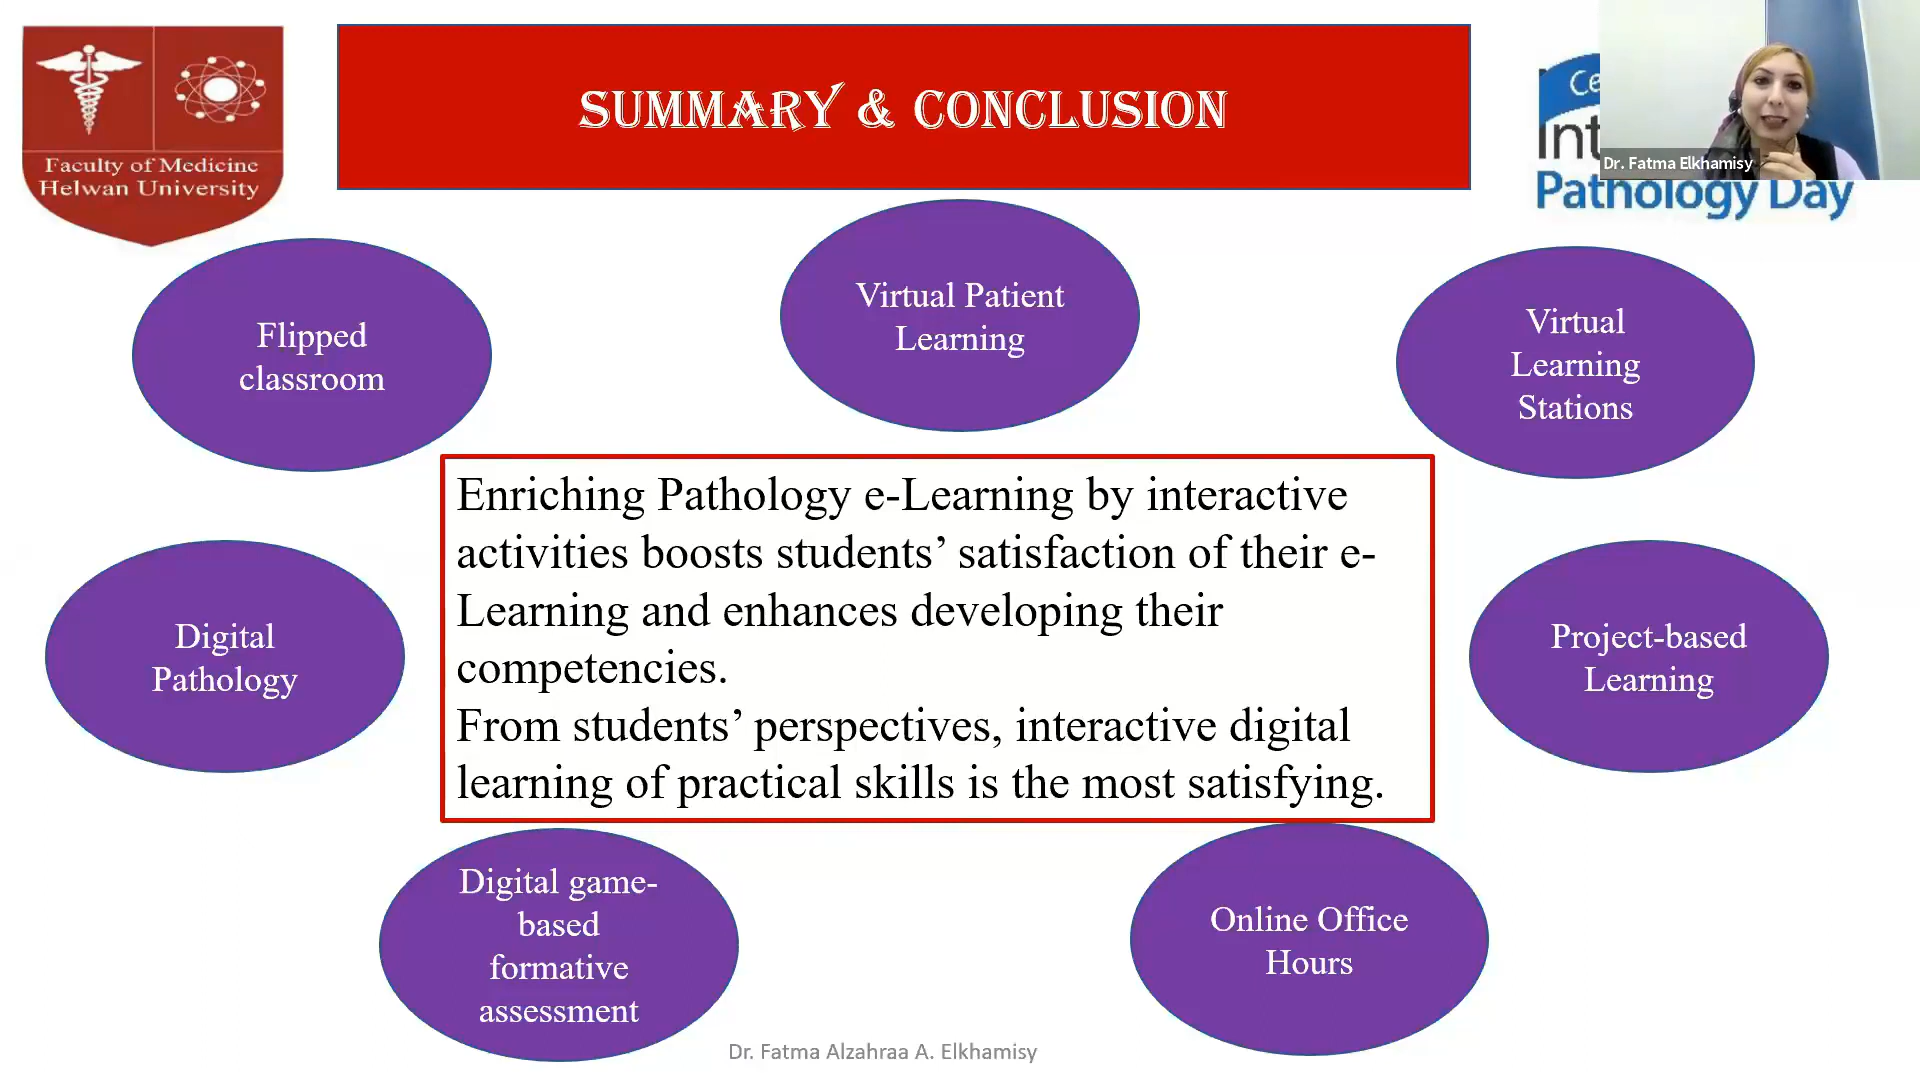 Faculty of Medicine
Helwan University
SUMMARY & CONCLUSION
Pathology Day
Dr. Fatma Elkhamisy
Flipped
classroom
Virtual Patient
Learning
Virtual
Learning
Stations
Digital
Pathology
Enriching Pathology e-Learning by interactive
activities boosts students’ satisfaction of their e-
Learning and enhances developing their
competencies.
From students’ perspectives, interactive digital
learning of practical skills is the most satisfying.
Project-based
Learning
Digital game-
based
formative
assessment
Online Office
Hours
Dr. Fatma Alzahraa A. Elkhamisy